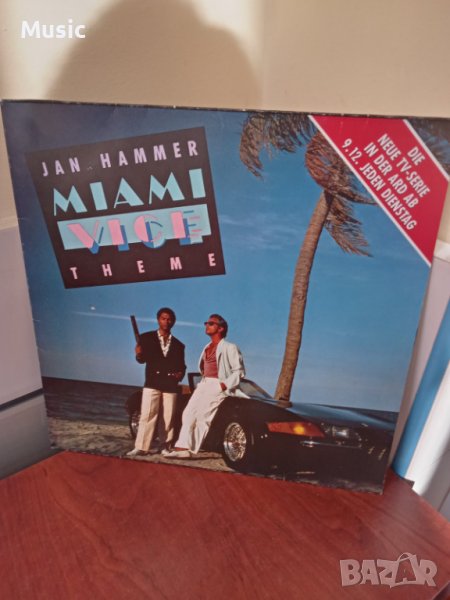 Music
JAN HAMMER
MIAMI
VICE
THEME
DIE
NEUE TV-SERIE
IN DER ARD AB
9.12. JEDEN DIENSTAG
BAZAR